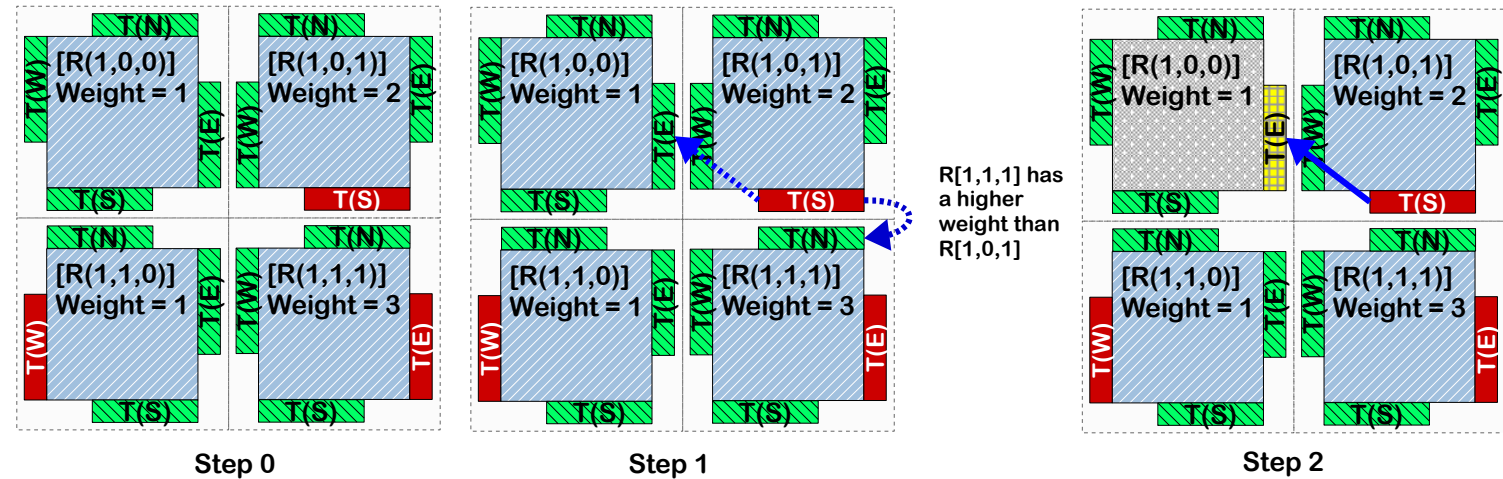 T(N)
T(W)
[R(1,0,0)]
Weight = 1
T(E)
T(S)
T(N)
T(W)
[R(1,0,1)]
Weight = 2
T(E)
T(S)
T(N)
T(W)
[R(1,1,0)]
Weight = 1
T(E)
T(S)
T(N)
T(W)
[R(1,1,1)]
Weight = 3
T(E)
T(S)
Step 0
T(N)
T(W)
[R(1,0,0)]
Weight = 1
T(E)
T(S)
T(N)
T(W)
[R(1,0,1)]
Weight = 2
T(E)
T(S)
T(N)
T(W)
[R(1,1,0)]
Weight = 1
T(E)
T(S)
T(N)
T(W)
[R(1,1,1)]
Weight = 3
T(E)
T(S)
Step 1
R[1,1,1] has
a higher
weight than
R[1,0,1]
T(N)
T(W)
[R(1,0,0)]
Weight = 1
T(E)
T(S)
T(N)
T(W)
[R(1,0,1)]
Weight = 2
T(E)
T(S)
T(N)
T(W)
[R(1,1,0)]
Weight = 1
T(E)
T(S)
T(N)
T(W)
[R(1,1,1)]
Weight = 3
T(E)
T(S)
Step 2